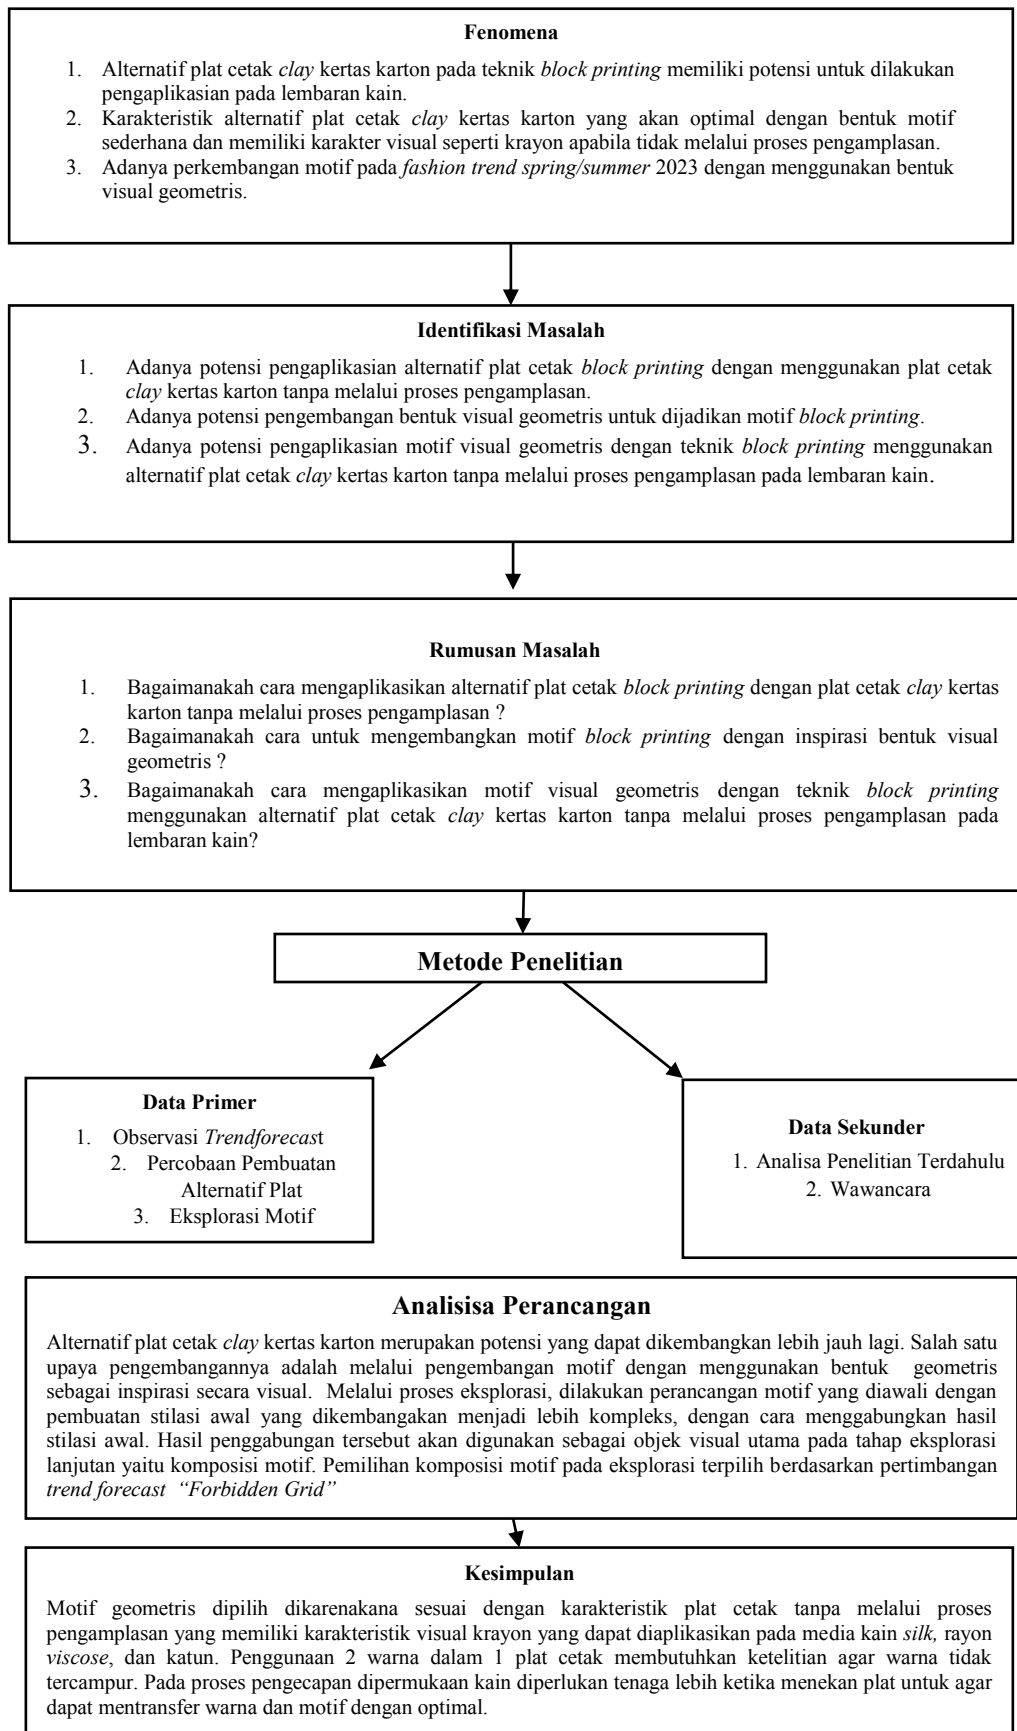 Fenomena
1. Alternatif plat cetak clay kertas karton pada teknik block printing memiliki potensi untuk dilakukan
pengaplikasian pada lembaran kain.
2. Karakteristik alternatif plat cetak clay kertas karton yang akan optimal dengan bentuk motif
sederhana dan memiliki karakter visual seperti krayon apabila tidak melalui proses pengamplasan.
3. Adanya perkembangan motif pada fashion trend spring/summer 2023 dengan menggunakan bentuk
visual geometris.
Identifikasi Masalah
1. Adanya potensi pengaplikasian alternatif plat cetak block printing dengan menggunakan plat cetak
clay kertas karton tanpa melalui proses pengamplasan.
2. Adanya potensi pengembangan bentuk visual geometris untuk dijadikan motif block printing.
3. Adanya potensi pengaplikasian motif visual geometris dengan teknik block printing menggunakan
alternatif plat cetak clay kertas karton tanpa melalui proses pengamplasan pada lembaran kain.
Rumusan Masalah
1. Bagaimanakah cara mengaplikasikan alternatif plat cetak block printing dengan plat cetak clay kertas
karton tanpa melalui proses pengamplasan ?
2. Bagaimanakah cara untuk mengembangkan motif block printing dengan inspirasi bentuk visual
geometris ?
3. Bagaimanakah cara mengaplikasikan motif visual geometris dengan teknik block printing
menggunakan alternatif plat cetak clay kertas karton tanpa melalui proses pengamplasan pada
lembaran kain?
Metode Penelitian
Data Primer
1. Observasi Trendforecast
2. Percobaan Pembuatan
Alternatif Plat
3. Eksplorasi Motif
Data Sekunder
1. Analisa Penelitian Terdahulu
2. Wawancara
Analisisa Perancangan
Alternatif plat cetak clay kertas karton merupakan potensi yang dapat dikembangkan lebih jauh lagi. Salah satu
upaya pengembangannya adalah melalui pengembangan motif dengan menggunakan bentuk geometris
sebagai inspirasi secara visual. Melalui proses eksplorasi, dilakukan perancangan motif yang diawali dengan
pembuatan stilasi awal yang dikembangakan menjadi lebih kompleks, dengan cara menggabungkan hasil
stilasi awal. Hasil penggabungan tersebut akan digunakan sebagai objek visual utama pada tahap eksplorasi
lanjutan yaitu komposisi motif. Pemilihan komposisi motif pada eksplorasi terpilih berdasarkan pertimbangan
trend forecast “Forbidden Grid”
Kesimpulan
Motif geometris dipilih dikarenakana sesuai dengan karakteristik plat cetak tanpa melalui proses
pengamplasan yang memiliki karakteristik visual krayon yang dapat diaplikasikan pada media kain silk, rayon
viscose, dan katun. Penggunaan 2 warna dalam 1 plat cetak membutuhkan ketelitian agar warna tidak
tercampur. Pada proses pengecapan dipermukaan kain diperlukan tenaga lebih ketika menekan plat untuk agar
dapat mentransfer warna dan motif dengan optimal.